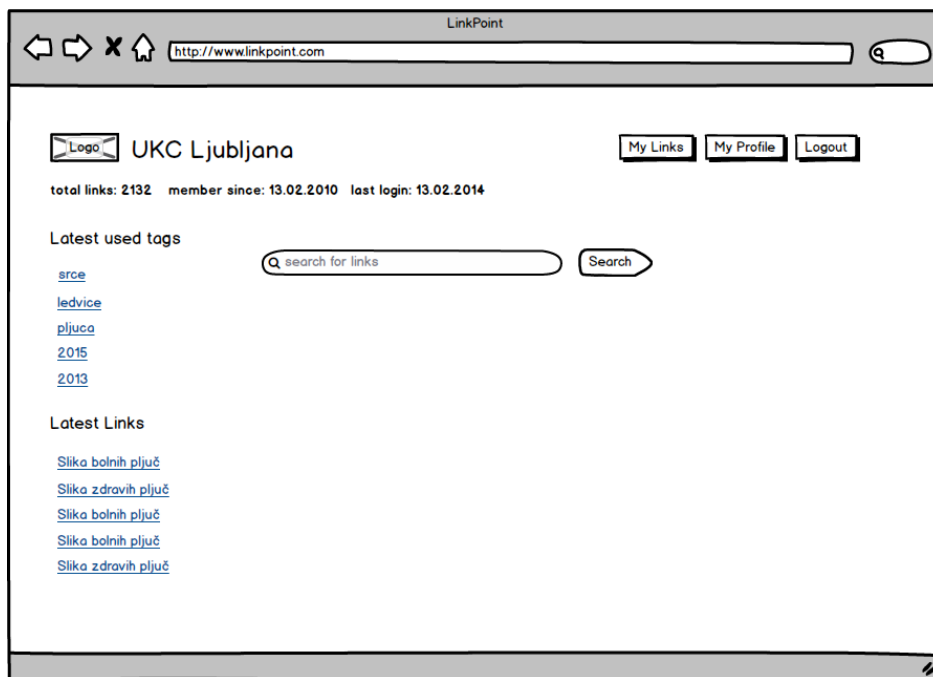 LinkPoint
http://www.linkpoint.com
Logo UKC Ljubljana My Links My Profile Logout
total links: 2132 member since: 13.02.2010 last login: 13.02.2014
Latest used tags
search for links Search
srce
ledvice
pljuca
2015
2013
Latest Links
Slika bolnih pljuč
Slika zdravih pljuč
Slika bolnih pljuč
Slika bolnih pljuč
Slika zdravih pljuč